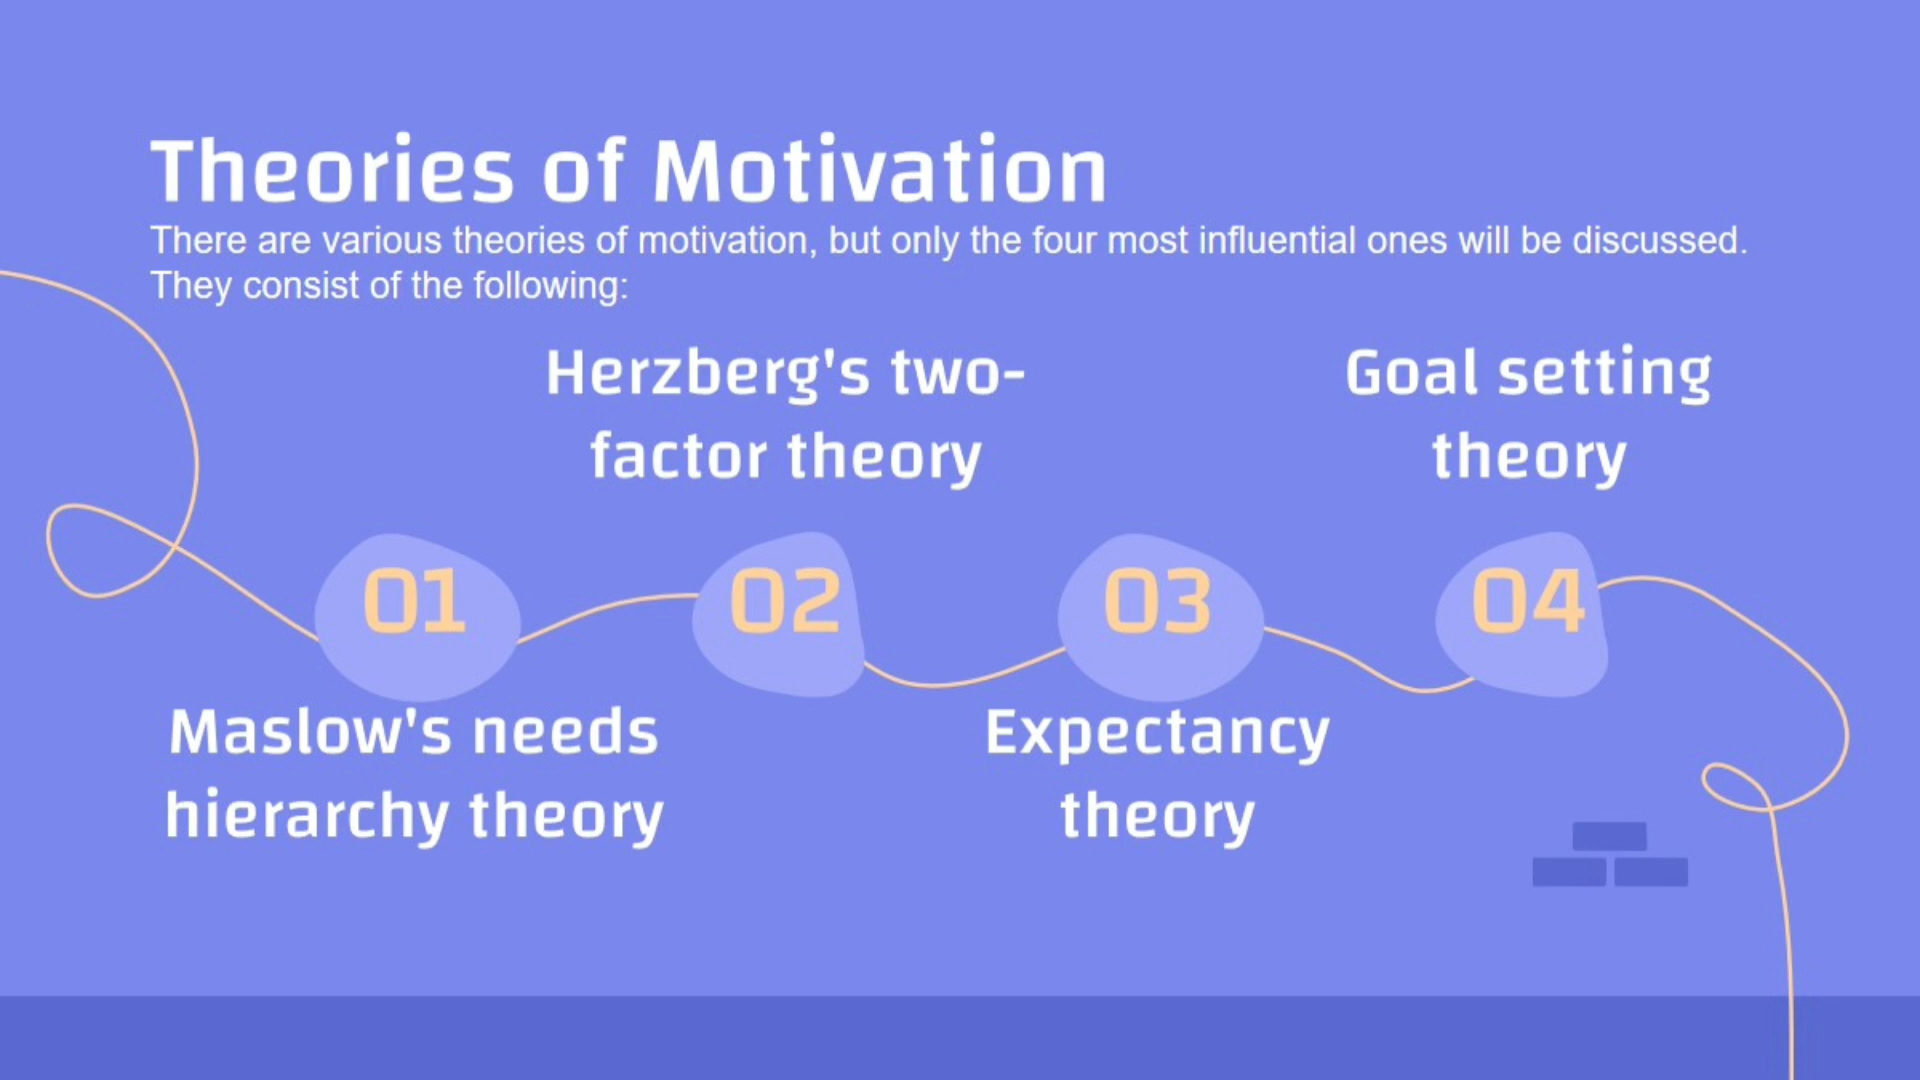 Theories of Motivation
There are various theories of motivation, but only the four most influential ones will be discussed.
They consist of the following:
01
Maslow's needs
hierarchy theory
Herzberg's two-
factor theory
02
03
Expectancy
theory
Goal setting
theory
04